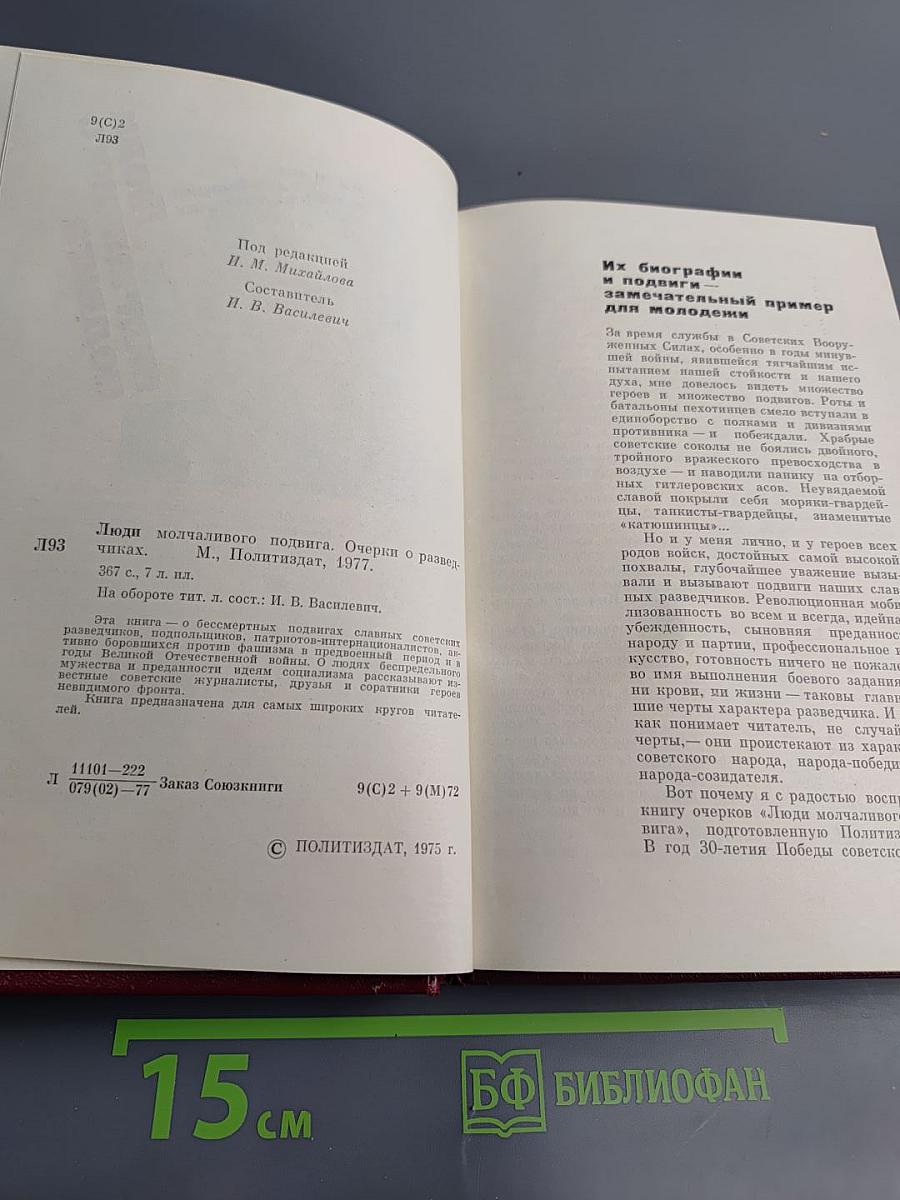 9(С)2
Л93
Под редакцией
И. М. Михайлова
Составитель
И. В. Василевич
Л93
Люди молчаливого подвига. Очерки о развед-
чиках. М., Политиздат, 1977.
367 с., 7 л. ил.
На обороте тит. л. сост.: И. В. Василевич.
Эта книга — о бессмертных подвигах славных советских
разведчиков, подпольщиков, патриотов-интернационалистов, ак-
тивно боровшихся против фашизма в предвоенный период и в
годы Великой Отечественной войны. О людях беспредельного
мужества и преданности идеям социализма рассказывают из-
вестные советские журналисты, друзья и соратники героев
невидимого фронта.
Книга предназначена для самых широких кругов читате-
лей.
Л 11101—222
079(02)—77 Заказ Союзкниги 9(С)2 + 9(М)72
© ПОЛИТИЗДАТ, 1975 г.
Их биографии
и подвиги —
замечательный пример
для молодежи
За время службы в Советских Воору-
женных Силах, особенно в годы минув-
шей войны, явившейся тягчайшим ис-
пытанием нашей стойкости и нашего
духа, мне довелось видеть множество
героев и множество подвигов. Роты и
батальоны пехотинцев смело вступали в
единоборство с полками и дивизиями
противника — и побеждали. Храбрые
советские соколы не боялись двойного,
тройного вражеского превосходства в
воздухе — и наводили панику на отбор-
ных гитлеровских асов. Неувядаемой
славой покрыли себя моряки-гвардей-
цы, танкисты-гвардейцы, знаменитые
«катюшинцы»...
Но и у меня лично, и у героев всех
родов войск, достойных самой высокой
похвалы, глубочайшее уважение вызы-
вали и вызывают подвиги наших слав
ных разведчиков. Революционная моби
лизованность во всем и всегда, идейна
убежденность, сыновняя преданнос
народу и партии, профессиональное и
кусство, готовность ничего не пожале
во имя выполнения боевого задания
ни крови, ни жизни — таковы главн
шие черты характера разведчика. И
как понимает читатель, не случай
черты,— они проистекают из харак
советского народа, народа-победи
народа-созидателя.
Вот почему я с радостью воспр
книгу очерков «Люди молчаливого
вига», подготовленную Политиз
В год 30-летия Победы советско
15 см
БФ БИБЛИОФАН